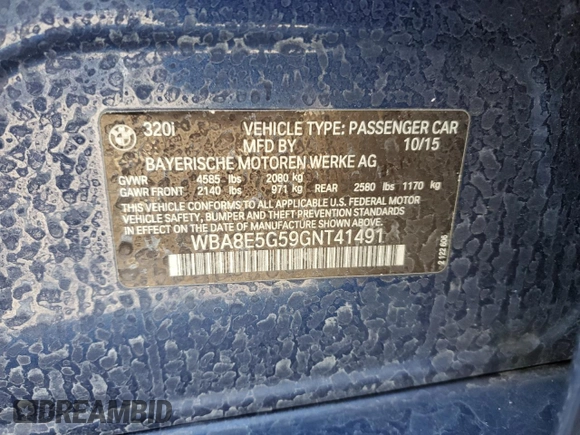 320i VEHICLE TYPE: PASSENGER CAR
MFD BY 10/15
BAYERISCHE MOTOREN WERKE AG
GVWR 4585 lbs 2080 kg
GAWR FRONT 2140 lbs 971 kg REAR 2580 lbs 1170 kg
THIS VEHICLE CONFORMS TO ALL APPLICABLE U.S. FEDERAL MOTOR
VEHICLE SAFETY, BUMPER AND THEFT PREVENTION STANDARDS IN
EFFECT ON THE DATE OF MANUFACTURE SHOWN ABOVE.
WBA8E5G59GNT41491
DREAMBID